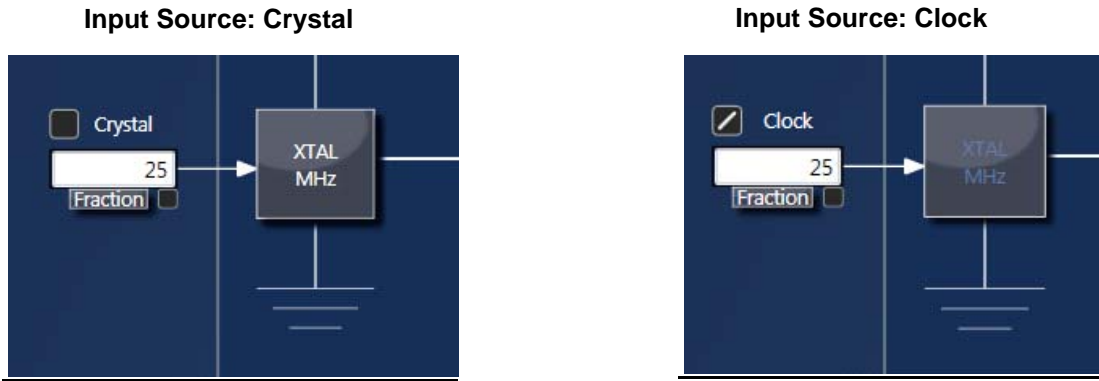 Input Source: Crystal
Crystal
25
Fraction
XTAL
MHz
Input Source: Clock
Clock
25
Fraction
XTAL
MHz